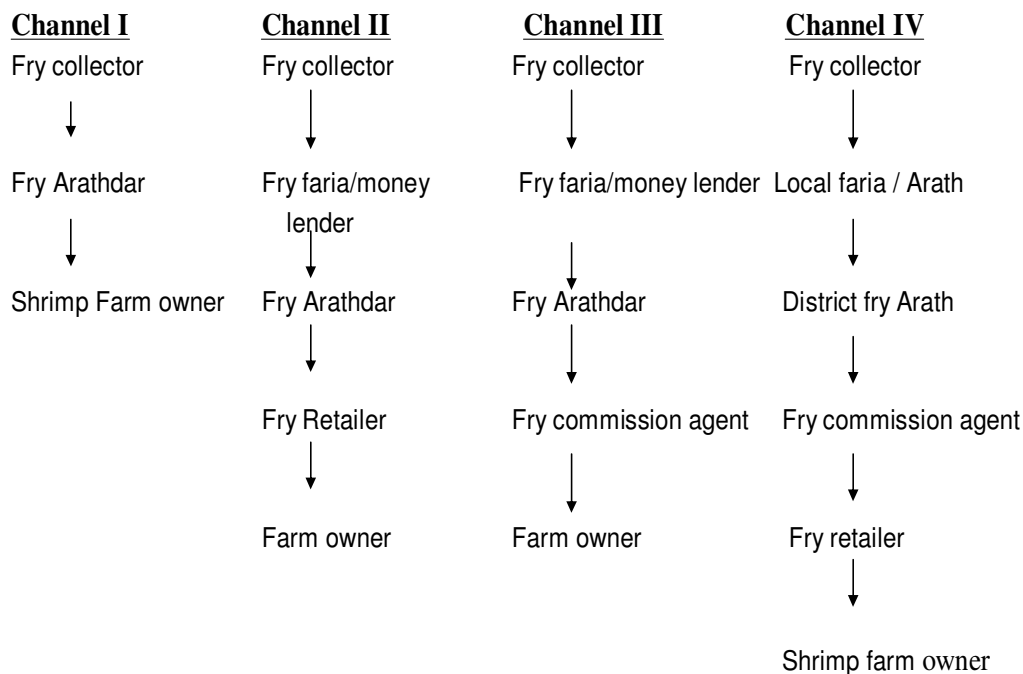 Channel I
Fry collector
Fry Arathdar
Shrimp Farm owner
Channel II
Fry collector
Fry faria/money
lender
Fry Arathdar
Fry Retailer
Farm owner
Channel III
Fry collector
Fry faria/money lender
Fry Arathdar
Fry commission agent
Farm owner
Channel IV
Fry collector
Local faria / Arath
District fry Arath
Fry commission agent
Fry retailer
Shrimp farm owner